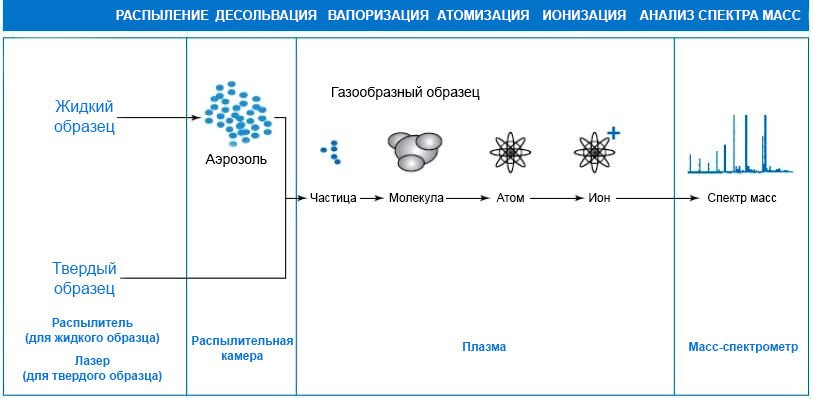 РАСПЫЛЕНИЕ ДЕСОЛЬВАЦИЯ ВАПОРИЗАЦИЯ АТОМИЗАЦИЯ ИОНИЗАЦИЯ АНАЛИЗ СПЕКТРА МАСС
Жидкий
образец
Аэрозоль
Газообразный образец
Частица
Молекула
Атом
Ион
Спектр масс
Твердый
образец
Распылитель
(для жидкого образца)
Лазер
(для твердого образца)
Распылительная
камера
Плазма
Масс-спектрометр